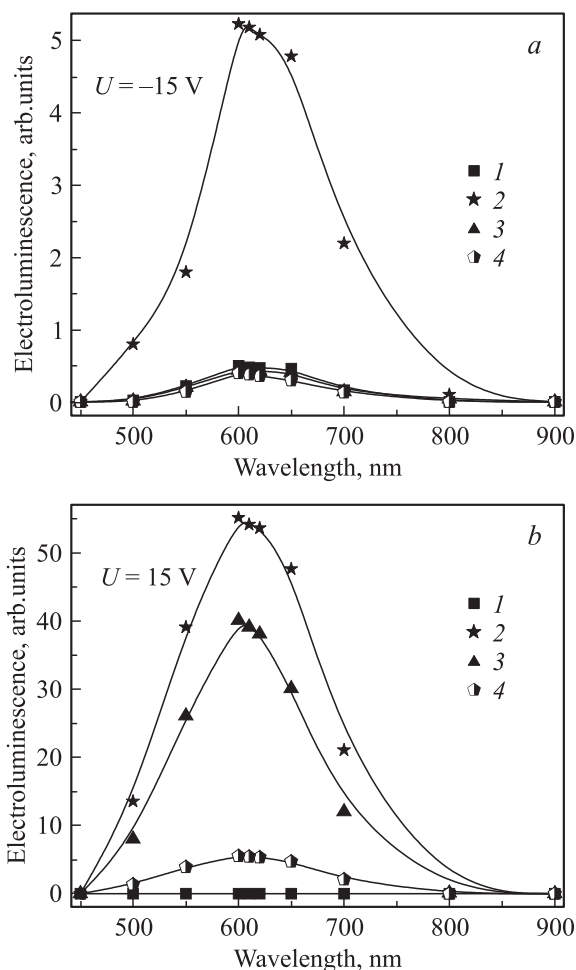 a
U = –15 V
Electroluminescence, arb.units
5
4
3
2
1
0
1
2
3
4
500 600 700 800 900
Wavelength, nm
b
U = 15 V
Electroluminescence, arb.units
50
40
30
20
10
0
1
2
3
4
500 600 700 800 900
Wavelength, nm